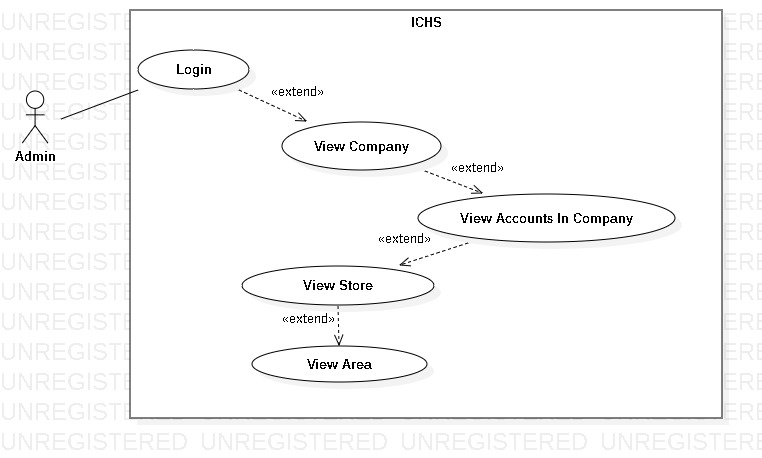 ICHS
Login
«extend»
Admin
View Company
«extend»
View Accounts In Company
«extend»
View Store
«extend»
View Area
UNREGISTERED UNREGISTERED UNREGISTERED UNREGISTERED